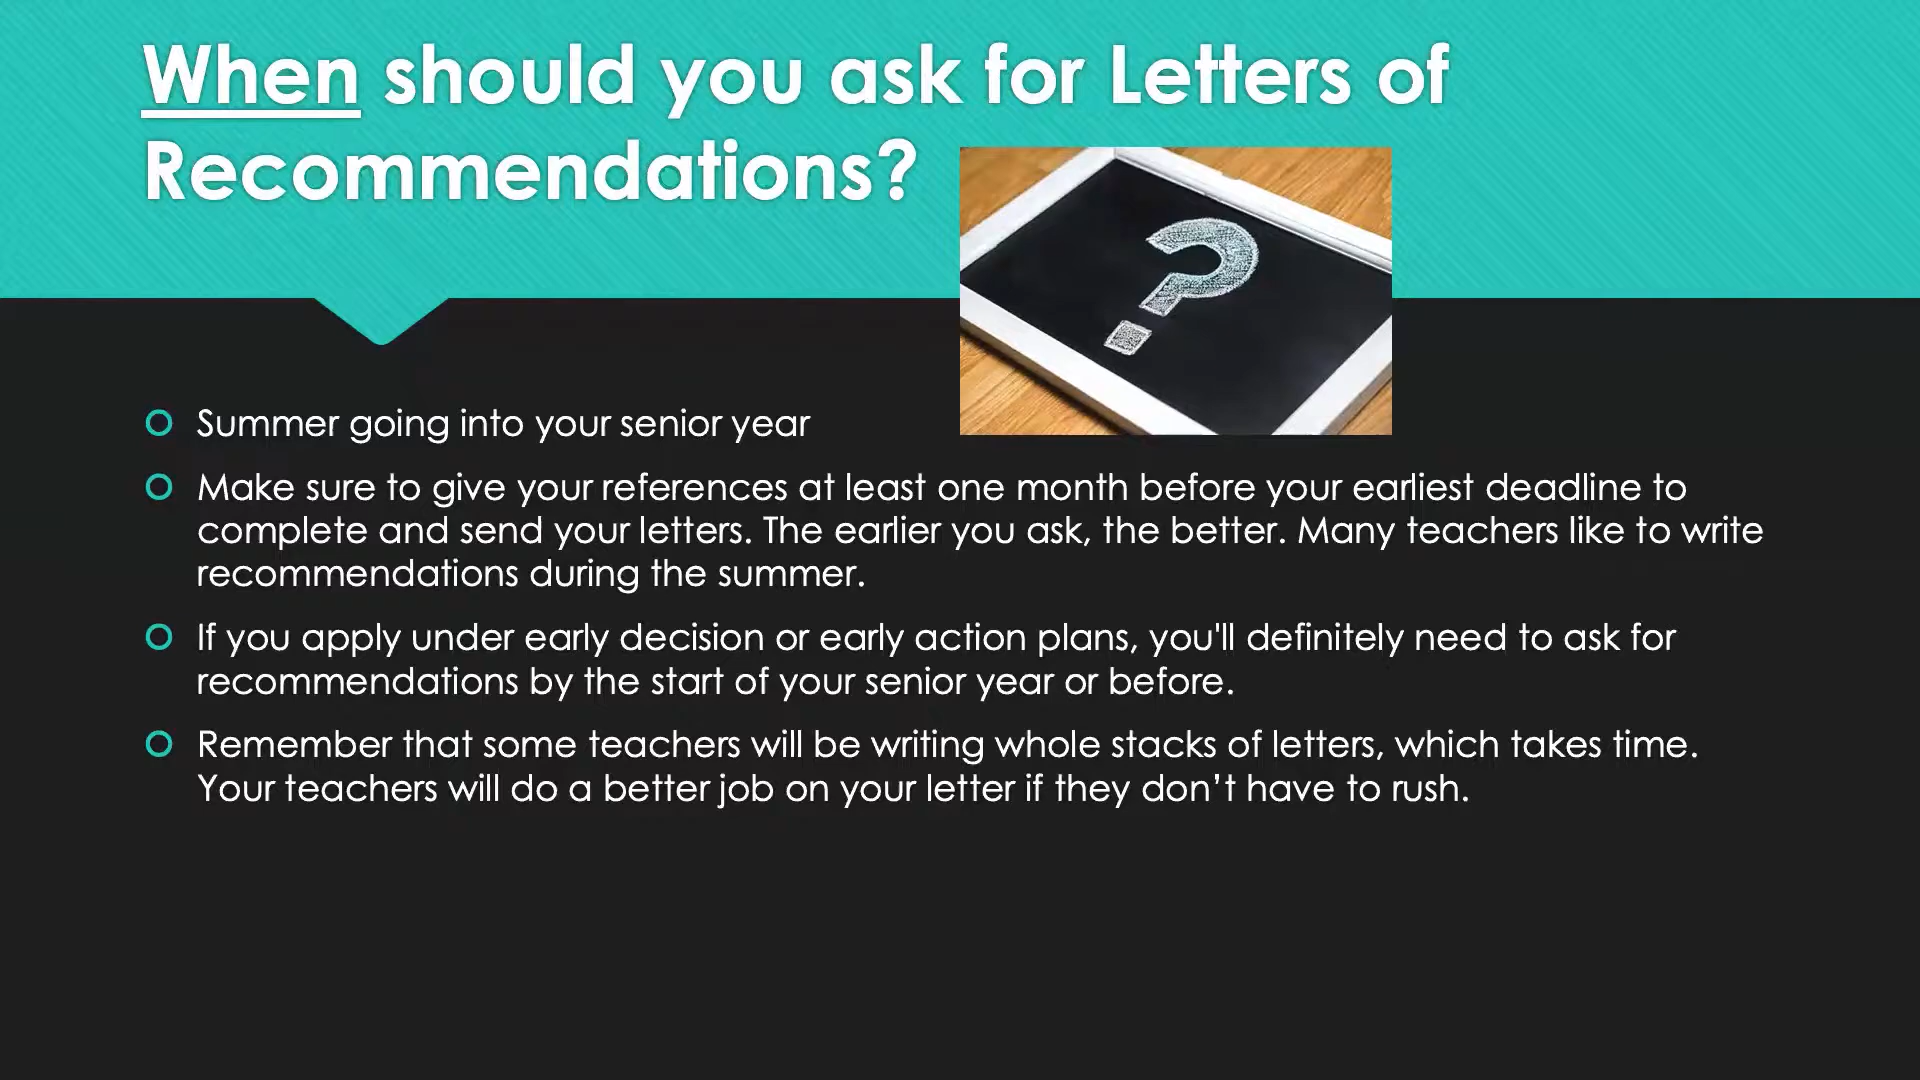 When should you ask for Letters of
Recommendations?
?
Summer going into your senior year
Make sure to give your references at least one month before your earliest deadline to
complete and send your letters. The earlier you ask, the better. Many teachers like to write
recommendations during the summer.
If you apply under early decision or early action plans, you'll definitely need to ask for
recommendations by the start of your senior year or before.
Remember that some teachers will be writing whole stacks of letters, which takes time.
Your teachers will do a better job on your letter if they don’t have to rush.